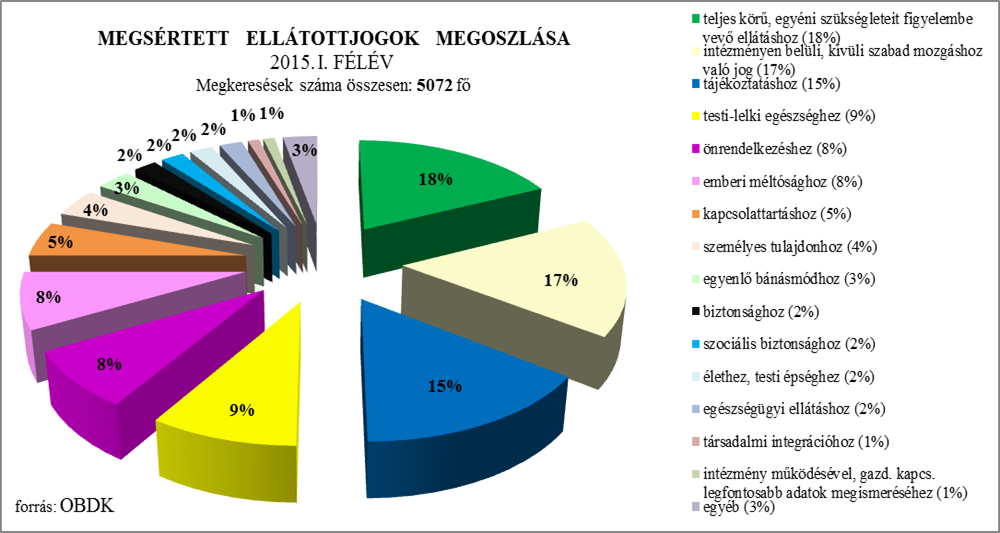 MEGSÉRTETT ELLÁTOTTJOGOK MEGOSZLÁSA
2015. I. FÉLÉV
Megkeresések száma összesen: 5072 fő
18%
17%
15%
9%
8%
8%
5%
4%
3%
2%
2%
2%
2%
1%
1%
3%
teljes körű, egyéni szükségleteit figyelembe
vevő ellátáshoz (18%)
intézményen belüli, kívüli szabad mozgáshoz
való jog (17%)
tájékoztatáshoz (15%)
testi-lelki egészséghez (9%)
önrendelkezéshez (8%)
emberi méltósághoz (8%)
kapcsolattartáshoz (5%)
személyes tulajdonhoz (4%)
egyenlő bánásmódhoz (3%)
biztonsághoz (2%)
szociális biztonsághoz (2%)
élethez, testi épséghez (2%)
egészségügyi ellátáshoz (2%)
társadalmi integrációhoz (1%)
intézmény működésével, gazd. kapcs.
legfontosabb adatok megismeréséhez (1%)
egyéb (3%)
forrás: OBDK